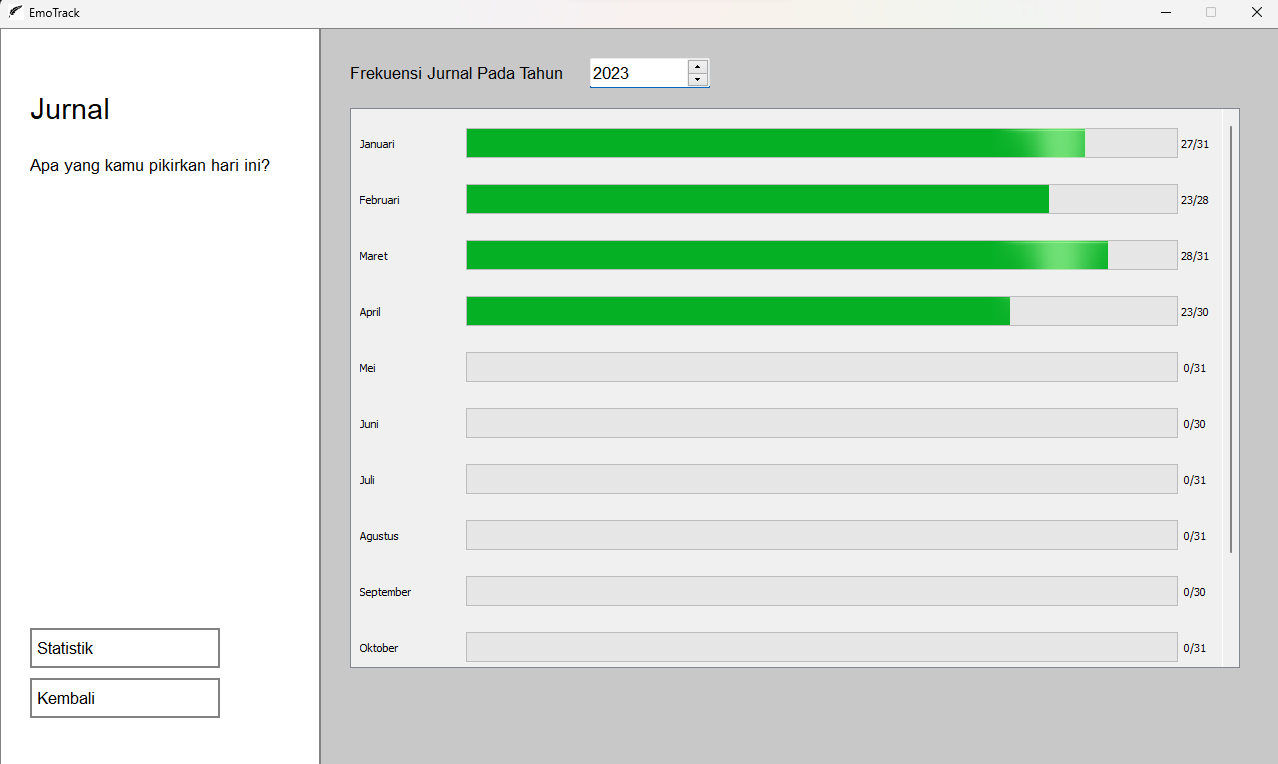 EmoTrack
Jurnal
Apa yang kamu pikirkan hari ini?
Statistik
Kembali
Frekuensi Jurnal Pada Tahun 2023
Januari 27/31
Februari 23/28
Maret 28/31
April 23/30
Mei 0/31
Juni 0/30
Juli 0/31
Agustus 0/31
September 0/30
Oktober 0/31